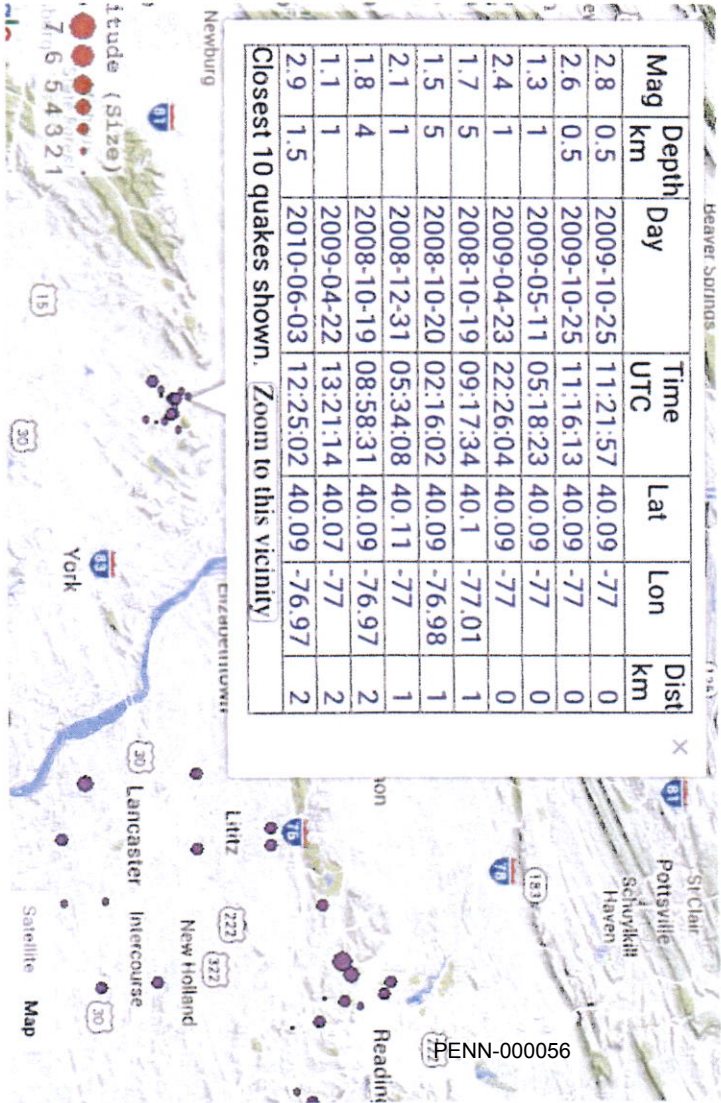 Beaver Springs
Mag Depth km Day Time UTC Lat Lon Dist km
2.8 0.5 2009-10-25 11:21:57 40.09 -77 0
2.6 0.5 2009-10-25 11:16:13 40.09 -77 0
1.3 1 2009-05-11 05:18:23 40.09 -77 0
2.4 1 2009-04-23 22:26:04 40.09 -77 0
1.7 5 2008-10-19 09:17:34 40.1 -77.01 1
1.5 5 2008-10-20 02:16:02 40.09 -76.98 1
2.1 1 2008-12-31 05:34:08 40.11 -77 1
1.8 4 2008-10-19 08:58:31 40.09 -76.97 2
1.1 1 2009-04-22 13:21:14 40.07 -77 2
2.9 1.5 2010-06-03 12:25:02 40.09 -76.97 2
Closest 10 quakes shown. Zoom to this vicinity
×
81
St Clair
Pottsville
Schuylkill
Haven
183
78
Newburg
Elizabethtown
on
76
Lititz
222
322
Reading
222
New Holland
81
15
30
York
83
30
Lancaster
Intercourse
30
itude (Size)
7 6 5 4 3 2 1
Satellite
Map
PENN-000056